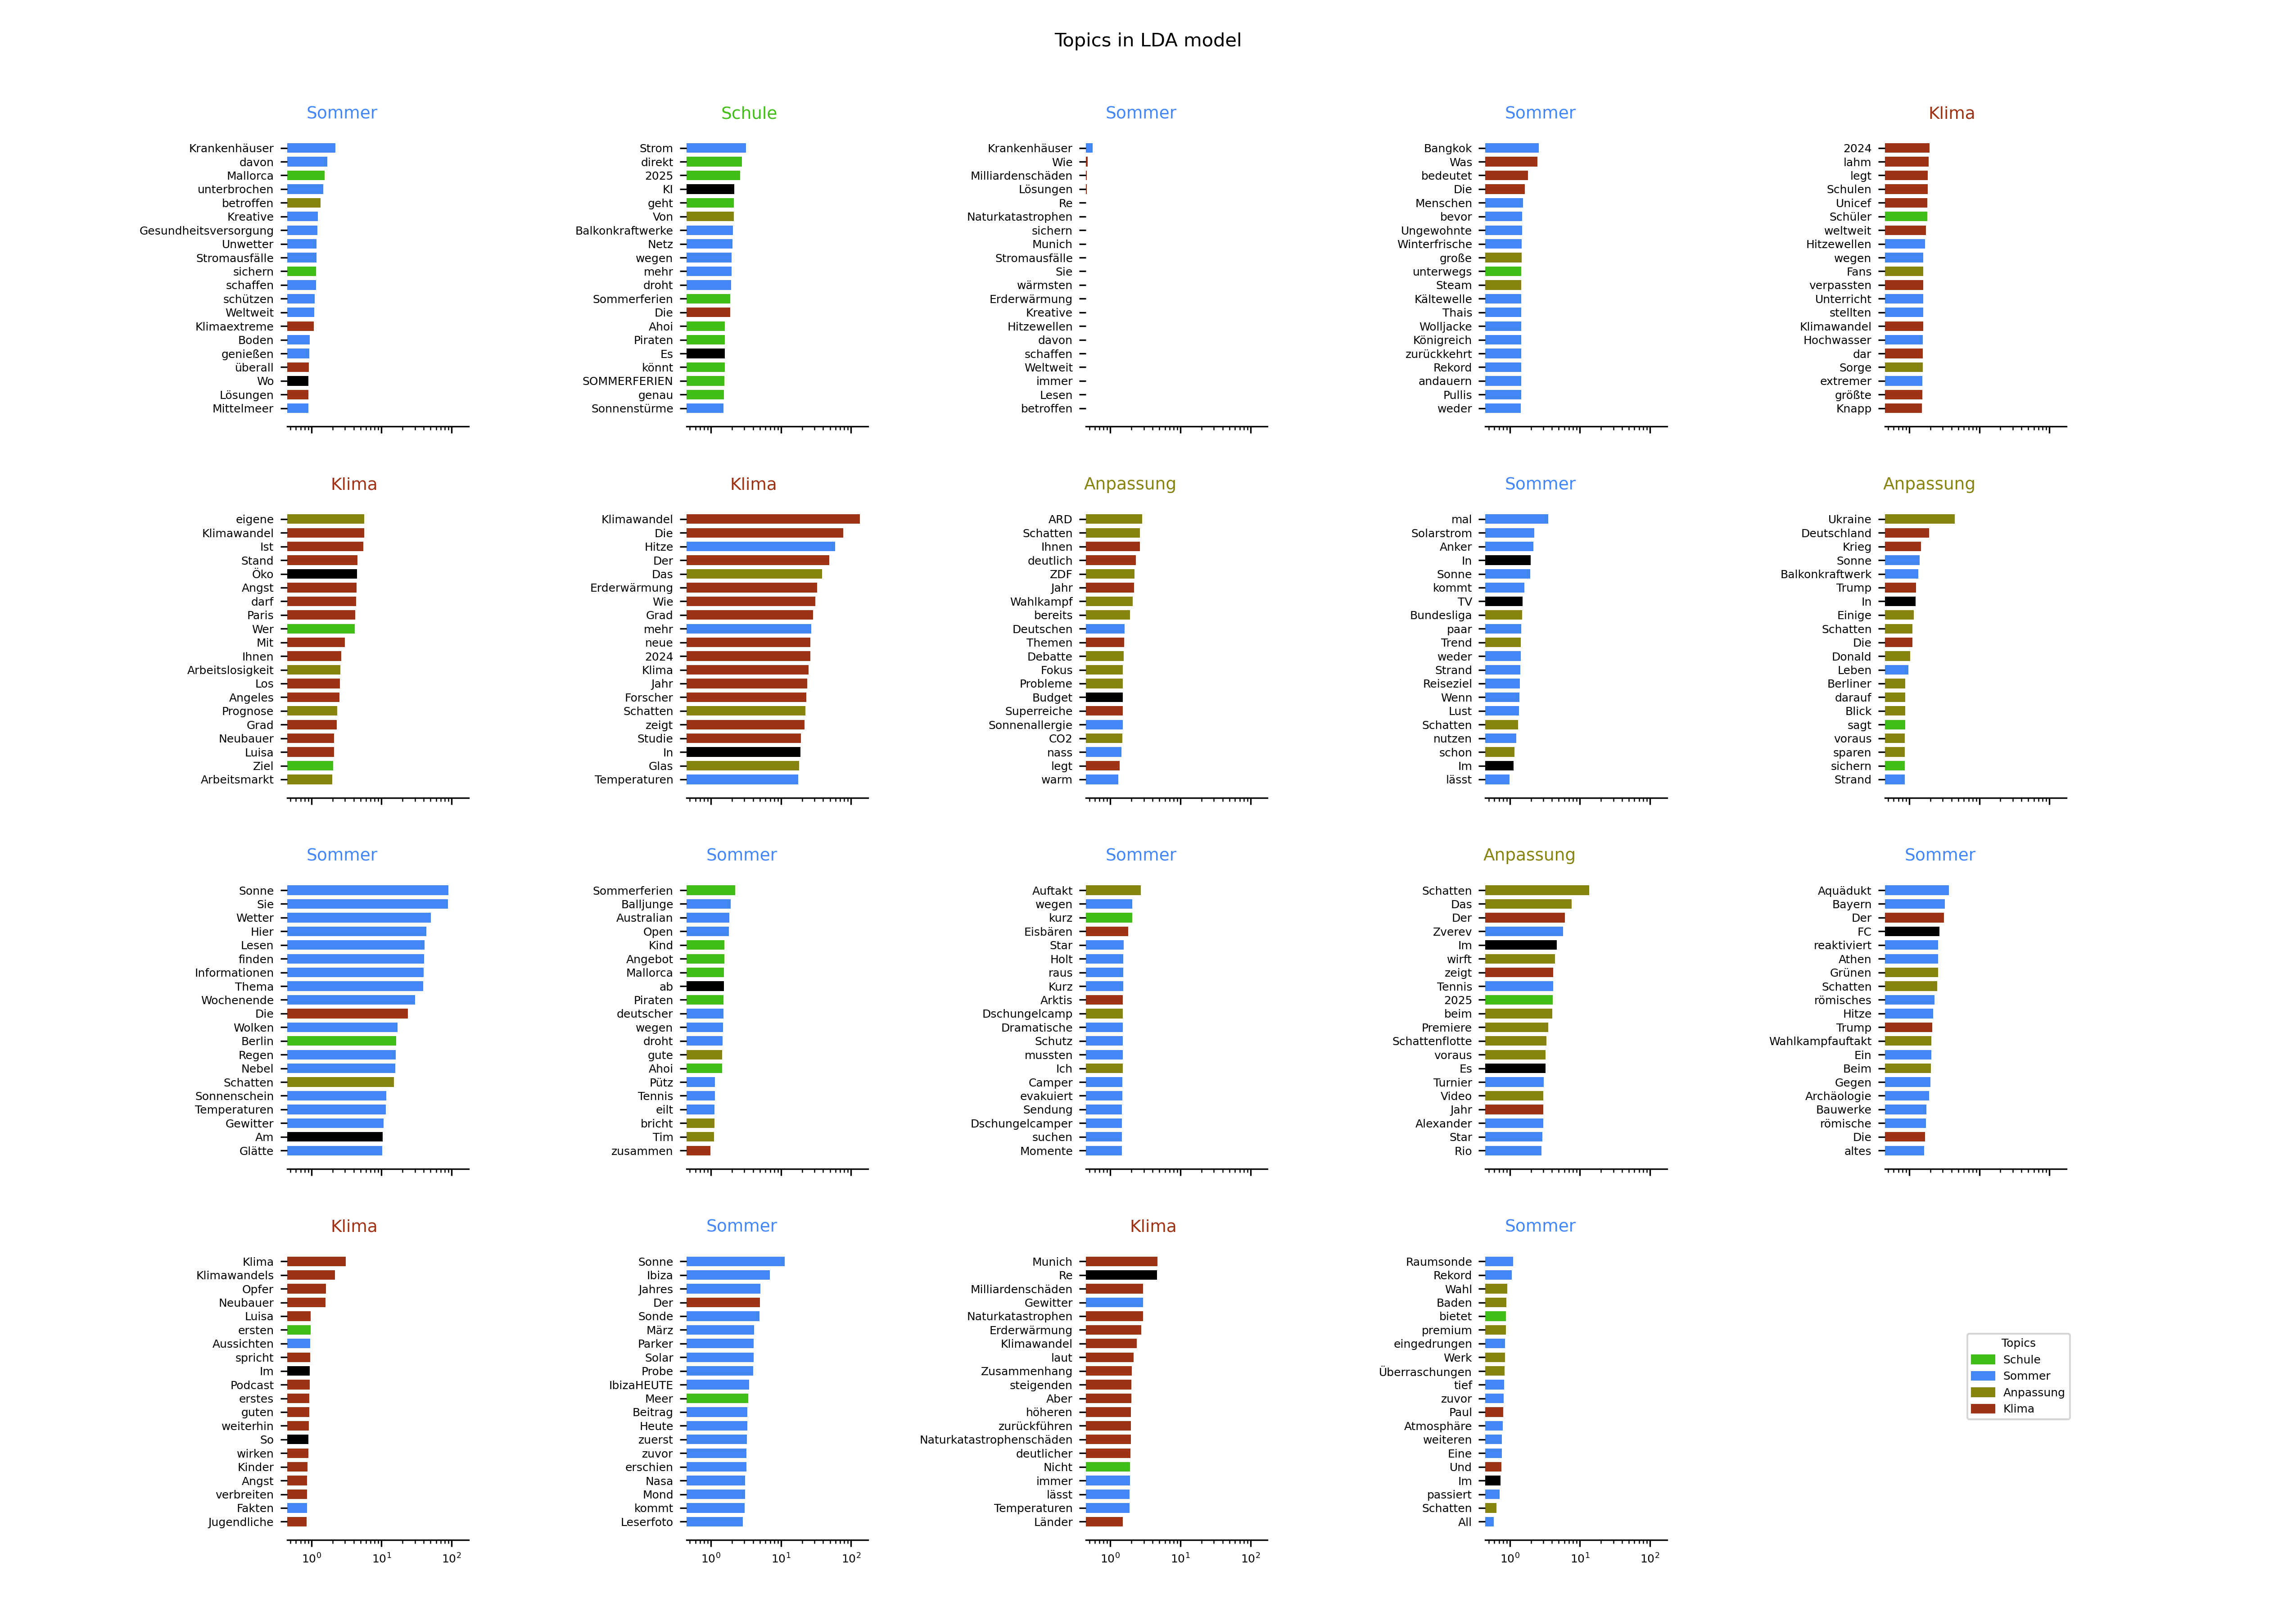 Topics in LDA model
Sommer
Krankenhäuser
davon
Mallorca
unterbrochen
betroffen
Kreative
Gesundheitsversorgung
Unwetter
Stromausfälle
sichern
schaffen
schützen
Weltweit
Klimaextreme
Boden
genießen
überall
Wo
Lösungen
Mittelmeer
Schule
Strom
direkt
2025
KI
geht
Von
Balkonkraftwerke
Netz
wegen
mehr
droht
Sommerferien
Die
Ahoi
Piraten
Es
könnt
SOMMERFERIEN
genau
Sonnenstürme
Sommer
Krankenhäuser
Wie
Milliardenschäden
Lösungen
Re
Naturkatastrophen
sichern
Munich
Stromausfälle
Sie
wärmsten
Erderwärmung
Kreative
Hitzewellen
davon
schaffen
Weltweit
immer
Lesen
betroffen
Sommer
Bangkok
Was
bedeutet
Die
Menschen
bevor
Ungewohnte
Winterfrische
große
unterwegs
Steam
Kältewelle
Thais
Wolljacke
Königreich
zurückkehrt
Rekord
andauern
Pullis
weder
Klima
2024
lahm
legt
Schulen
Unicef
Schüler
weltweit
Hitzewellen
wegen
Fans
verpassten
Unterricht
stellten
Klimawandel
Hochwasser
dar
Sorge
extremer
größte
Knapp
Klima
eigene
Klimawandel
Ist
Stand
Öko
Angst
darf
Paris
Wer
Mit
Ihnen
Arbeitslosigkeit
Los
Angeles
Prognose
Grad
Neubauer
Luisa
Ziel
Arbeitsmarkt
Klima
Klimawandel
Die
Hitze
Der
Das
Erderwärmung
Wie
Grad
mehr
neue
2024
Klima
Jahr
Forscher
Schatten
zeigt
Studie
In
Glas
Temperaturen
Anpassung
ARD
Schatten
Ihnen
deutlich
ZDF
Jahr
Wahlkampf
bereits
Deutschen
Themen
Debatte
Fokus
Probleme
Budget
Superreiche
Sonnenallergie
CO2
nass
legt
warm
Sommer
mal
Solarstrom
Anker
In
Sonne
kommt
TV
Bundesliga
paar
Trend
weder
Strand
Reiseziel
Wenn
Lust
Schatten
nutzen
schon
Im
lässt
Anpassung
Ukraine
Deutschland
Krieg
Sonne
Balkonkraftwerk
Trump
In
Einige
Schatten
Die
Donald
Leben
Berliner
darauf
Blick
sagt
voraus
sparen
sichern
Strand
Sommer
Sonne
Sie
Wetter
Hier
Lesen
finden
Informationen
Thema
Wochenende
Die
Wolken
Berlin
Regen
Nebel
Schatten
Sonnenschein
Temperaturen
Gewitter
Am
Glätte
Sommer
Sommerferien
Balljunge
Australian
Open
Kind
Angebot
Mallorca
ab
Piraten
deutscher
wegen
droht
gute
Ahoi
Pütz
Tennis
eilt
bricht
Tim
zusammen
Sommer
Auftakt
wegen
kurz
Eisbären
Star
Holt
raus
Kurz
Arktis
Dschungelcamp
Dramatische
Schutz
mussten
Ich
Camper
evakuiert
Sendung
Dschungelcamper
suchen
Momente
Anpassung
Schatten
Das
Der
Zverev
Im
wirft
zeigt
Tennis
2025
beim
Premiere
Schattenflotte
voraus
Es
Turnier
Video
Jahr
Alexander
Star
Rio
Sommer
Aquädukt
Bayern
Der
FC
reaktiviert
Athen
Grünen
Schatten
römisches
Hitze
Trump
Wahlkampfauftakt
Ein
Beim
Gegen
Archäologie
Bauwerke
römische
Die
altes
Klima
Klima
Klimawandels
Opfer
Neubauer
Luisa
ersten
Aussichten
spricht
Im
Podcast
erstes
guten
weiterhin
So
wirken
Kinder
Angst
verbreiten
Fakten
Jugendliche
10⁰ 10¹ 10²
Sommer
Sonne
Ibiza
Jahres
Der
Sonde
März
Parker
Solar
Probe
IbizaHEUTE
Meer
Beitrag
Heute
zuerst
zuvor
erschien
Nasa
Mond
kommt
Leserfoto
10⁰ 10¹ 10²
Klima
Munich
Re
Milliardenschäden
Gewitter
Naturkatastrophen
Erderwärmung
Klimawandel
laut
Zusammenhang
steigenden
Aber
höheren
zurückführen
Naturkatastrophenschäden
deutlicher
Nicht
immer
lässt
Temperaturen
Länder
10⁰ 10¹ 10²
Sommer
Raumsonde
Rekord
Wahl
Baden
bietet
premium
eingedrungen
Werk
Überraschungen
tief
zuvor
Paul
Atmosphäre
weiteren
Eine
Und
Im
passiert
Schatten
All
10⁰ 10¹ 10²
Topics
Schule
Sommer
Anpassung
Klima